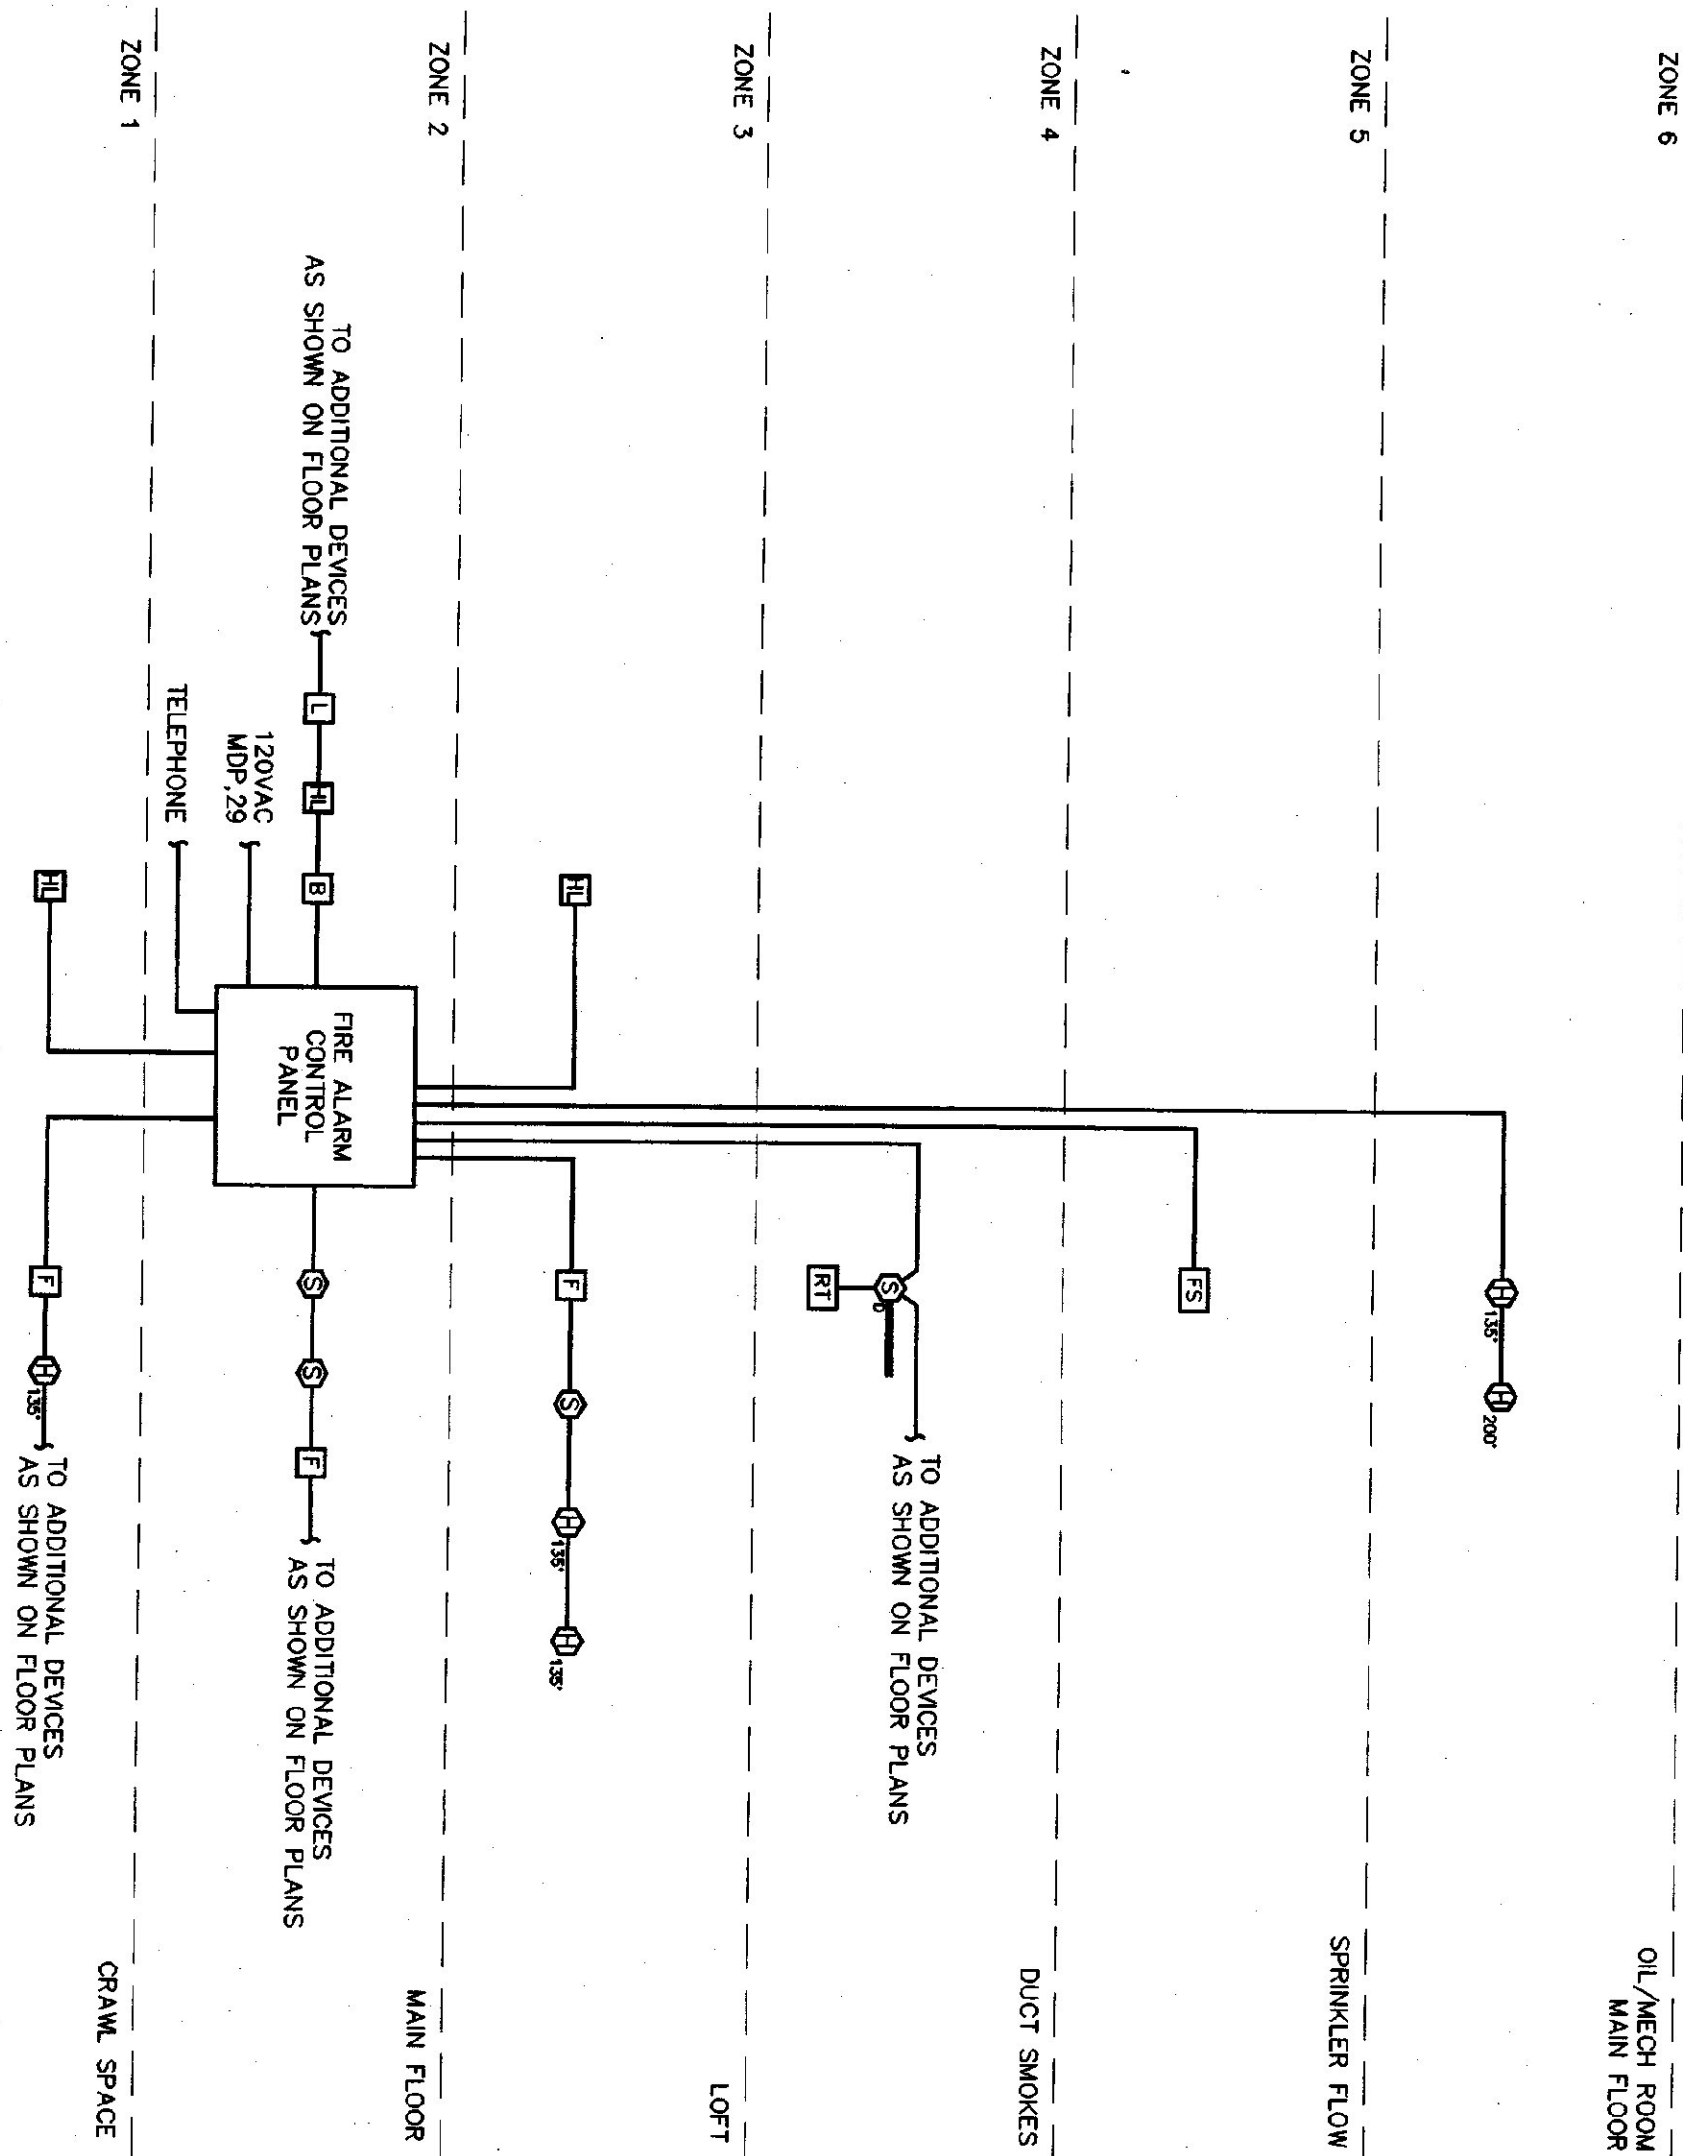 ZONE 6
OIL/MECH ROOM
MAIN FLOOR
H
135°
H
200°
ZONE 5
SPRINKLER FLOW
FS
ZONE 4
DUCT SMOKES
S
D
RT
TO ADDITIONAL DEVICES
AS SHOWN ON FLOOR PLANS
ZONE 3
LOFT
HL
F
S
H
135°
H
135°
ZONE 2
MAIN FLOOR
TO ADDITIONAL DEVICES
AS SHOWN ON FLOOR PLANS
L
HL
B
120VAC
MDP,29
TELEPHONE
FIRE ALARM
CONTROL
PANEL
S
S
F
TO ADDITIONAL DEVICES
AS SHOWN ON FLOOR PLANS
ZONE 1
CRAWL SPACE
HL
F
H
135°
TO ADDITIONAL DEVICES
AS SHOWN ON FLOOR PLANS